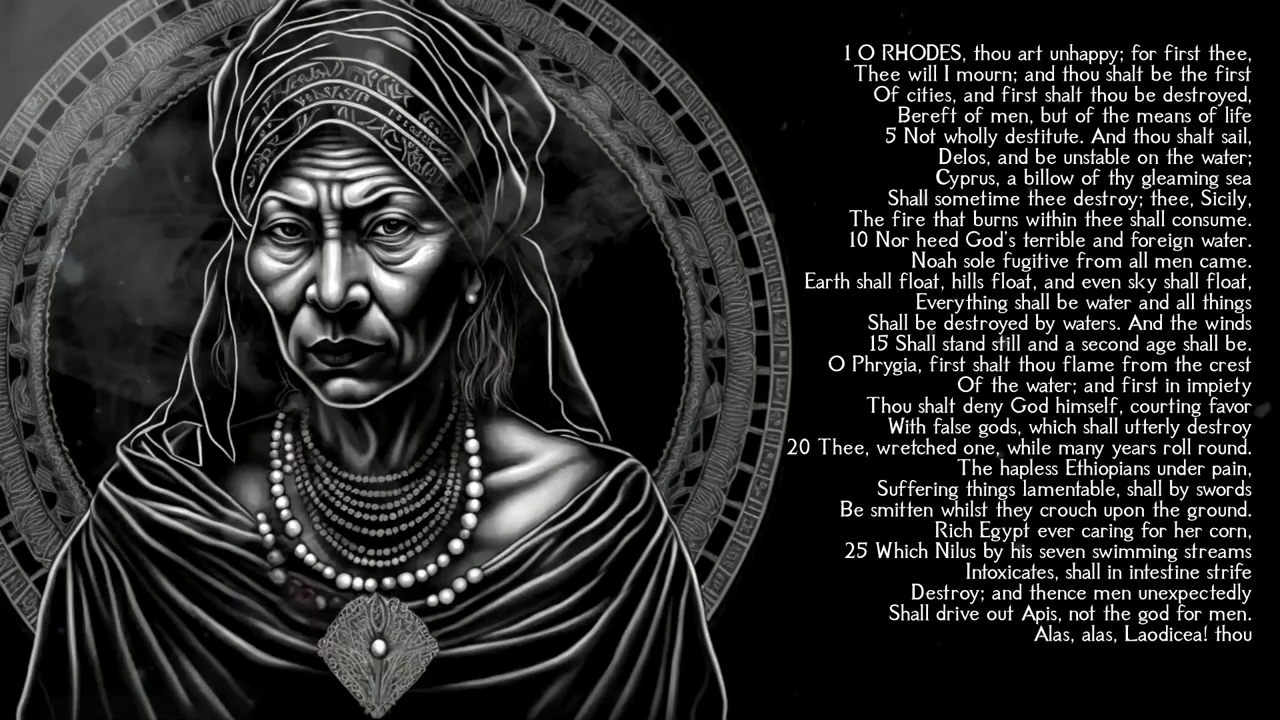 1 O RHODES, thou art unhappy; for first thee,
Thee will I mourn; and thou shalt be the first
Of cities, and first shalt thou be destroyed,
Bereft of men, but of the means of life
5 Not wholly destitute. And thou shalt sail,
Delos, and be unstable on the water;
Cyprus, a billow of thy gleaming sea
Shall sometime thee destroy; thee, Sicily,
The fire that burns within thee shall consume.
10 Nor heed God's terrible and foreign water.
Noah sole fugitive from all men came.
Earth shall float, hills float, and even sky shall float,
Everything shall be water and all things
Shall be destroyed by waters. And the winds
15 Shall stand still and a second age shall be.
O Phrygia, first shalt thou flame from the crest
Of the water; and first in impiety
Thou shalt deny God himself, courting favor
With false gods, which shall utterly destroy
20 Thee, wretched one, while many years roll round.
The hapless Ethiopians under pain,
Suffering things lamentable, shall by swords
Be smitten whilst they crouch upon the ground.
Rich Egypt ever caring for her corn,
25 Which Nilus by his seven swimming streams
Intoxicates, shall in intestine strife
Destroy; and thence men unexpectedly
Shall drive out Apis, not the god for men.
Alas, alas, Laodicea! thou